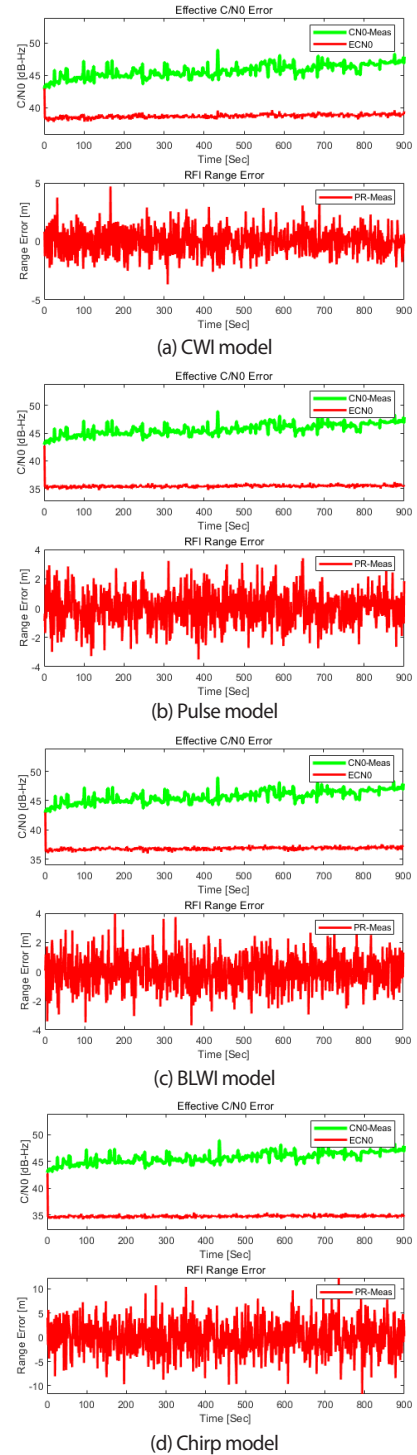 Effective C/N0 Error
C/N0 [dB-Hz]
50
45
40
CN0-Meas
ECN0
0 100 200 300 400 500 600 700 800 900
Time [Sec]
RFI Range Error
Range Error [m]
5
0
-5
PR-Meas
0 100 200 300 400 500 600 700 800 900
Time [Sec]
(a) CWI model
Effective C/N0 Error
C/N0 [dB-Hz]
50
45
40
35
CN0-Meas
ECN0
0 100 200 300 400 500 600 700 800 900
Time [Sec]
RFI Range Error
Range Error [m]
4
2
0
-2
-4
PR-Meas
0 100 200 300 400 500 600 700 800 900
Time [Sec]
(b) Pulse model
Effective C/N0 Error
C/N0 [dB-Hz]
50
45
40
35
CN0-Meas
ECN0
0 100 200 300 400 500 600 700 800 900
Time [Sec]
RFI Range Error
Range Error [m]
4
2
0
-2
-4
PR-Meas
0 100 200 300 400 500 600 700 800 900
Time [Sec]
(c) BLWI model
Effective C/N0 Error
C/N0 [dB-Hz]
50
45
40
35
CN0-Meas
ECN0
0 100 200 300 400 500 600 700 800 900
Time [Sec]
RFI Range Error
Range Error [m]
10
5
0
-5
-10
PR-Meas
0 100 200 300 400 500 600 700 800 900
Time [Sec]
(d) Chirp model